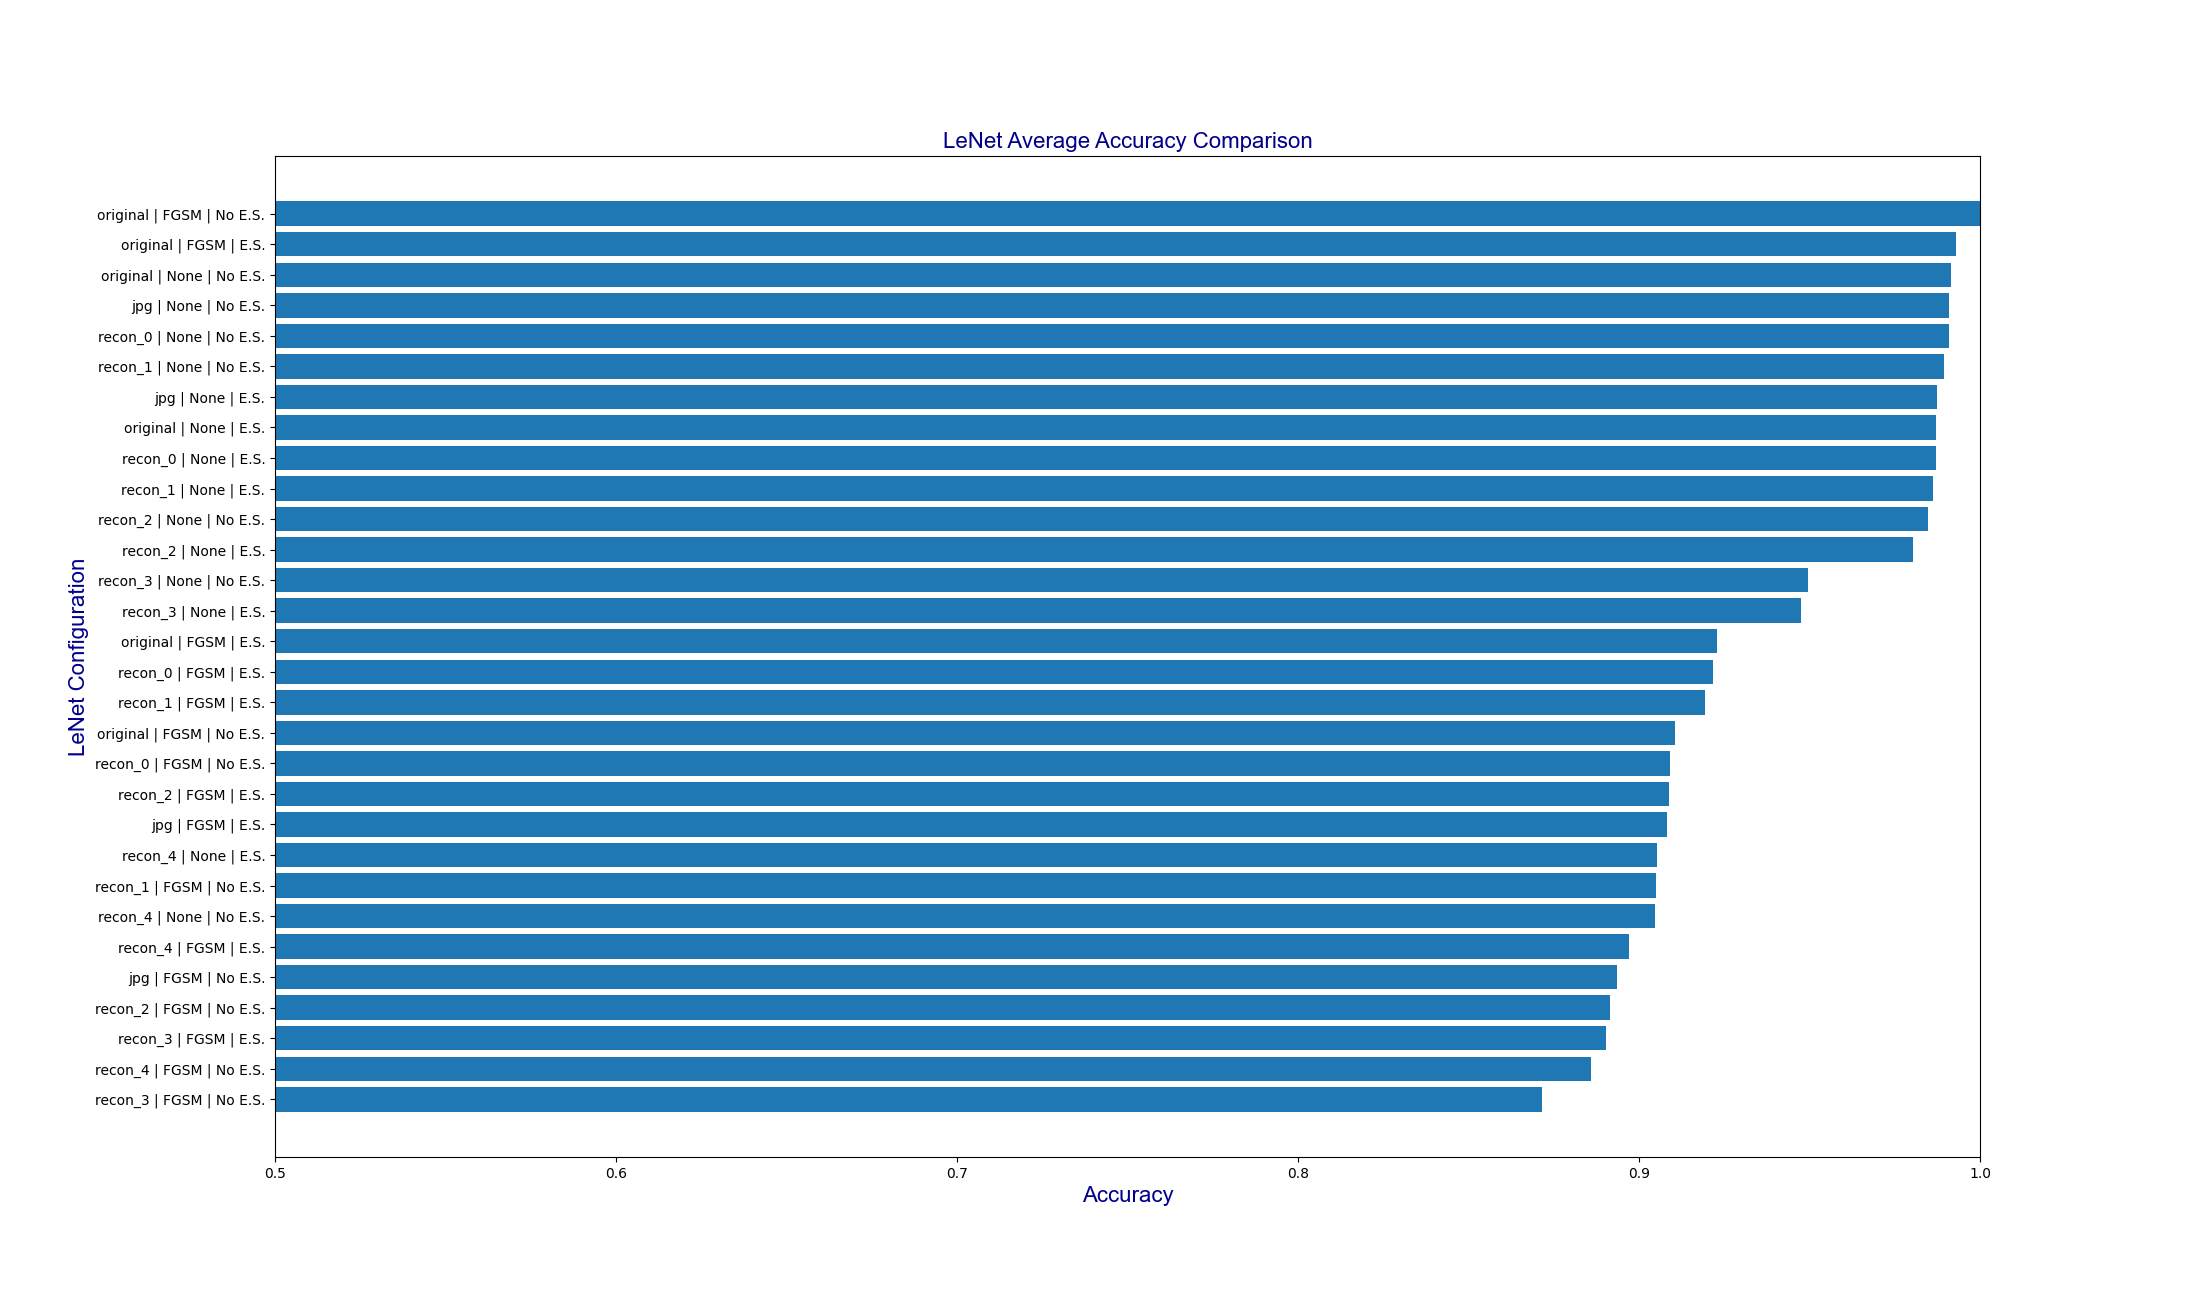 LeNet Average Accuracy Comparison
original | FGSM | No E.S.
original | FGSM | E.S.
original | None | No E.S.
jpg | None | No E.S.
recon_0 | None | No E.S.
recon_1 | None | No E.S.
jpg | None | E.S.
original | None | E.S.
recon_0 | None | E.S.
recon_1 | None | E.S.
recon_2 | None | No E.S.
recon_2 | None | E.S.
recon_3 | None | No E.S.
recon_3 | None | E.S.
original | FGSM | E.S.
recon_0 | FGSM | E.S.
recon_1 | FGSM | E.S.
original | FGSM | No E.S.
recon_0 | FGSM | No E.S.
recon_2 | FGSM | E.S.
jpg | FGSM | E.S.
recon_4 | None | E.S.
recon_1 | FGSM | No E.S.
recon_4 | None | No E.S.
recon_4 | FGSM | E.S.
jpg | FGSM | No E.S.
recon_2 | FGSM | No E.S.
recon_3 | FGSM | E.S.
recon_4 | FGSM | No E.S.
recon_3 | FGSM | No E.S.
LeNet Configuration
0.5 0.6 0.7 0.8 0.9 1.0
Accuracy